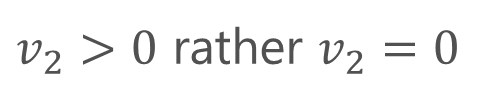 v₂ > 0 rather v₂ = 0